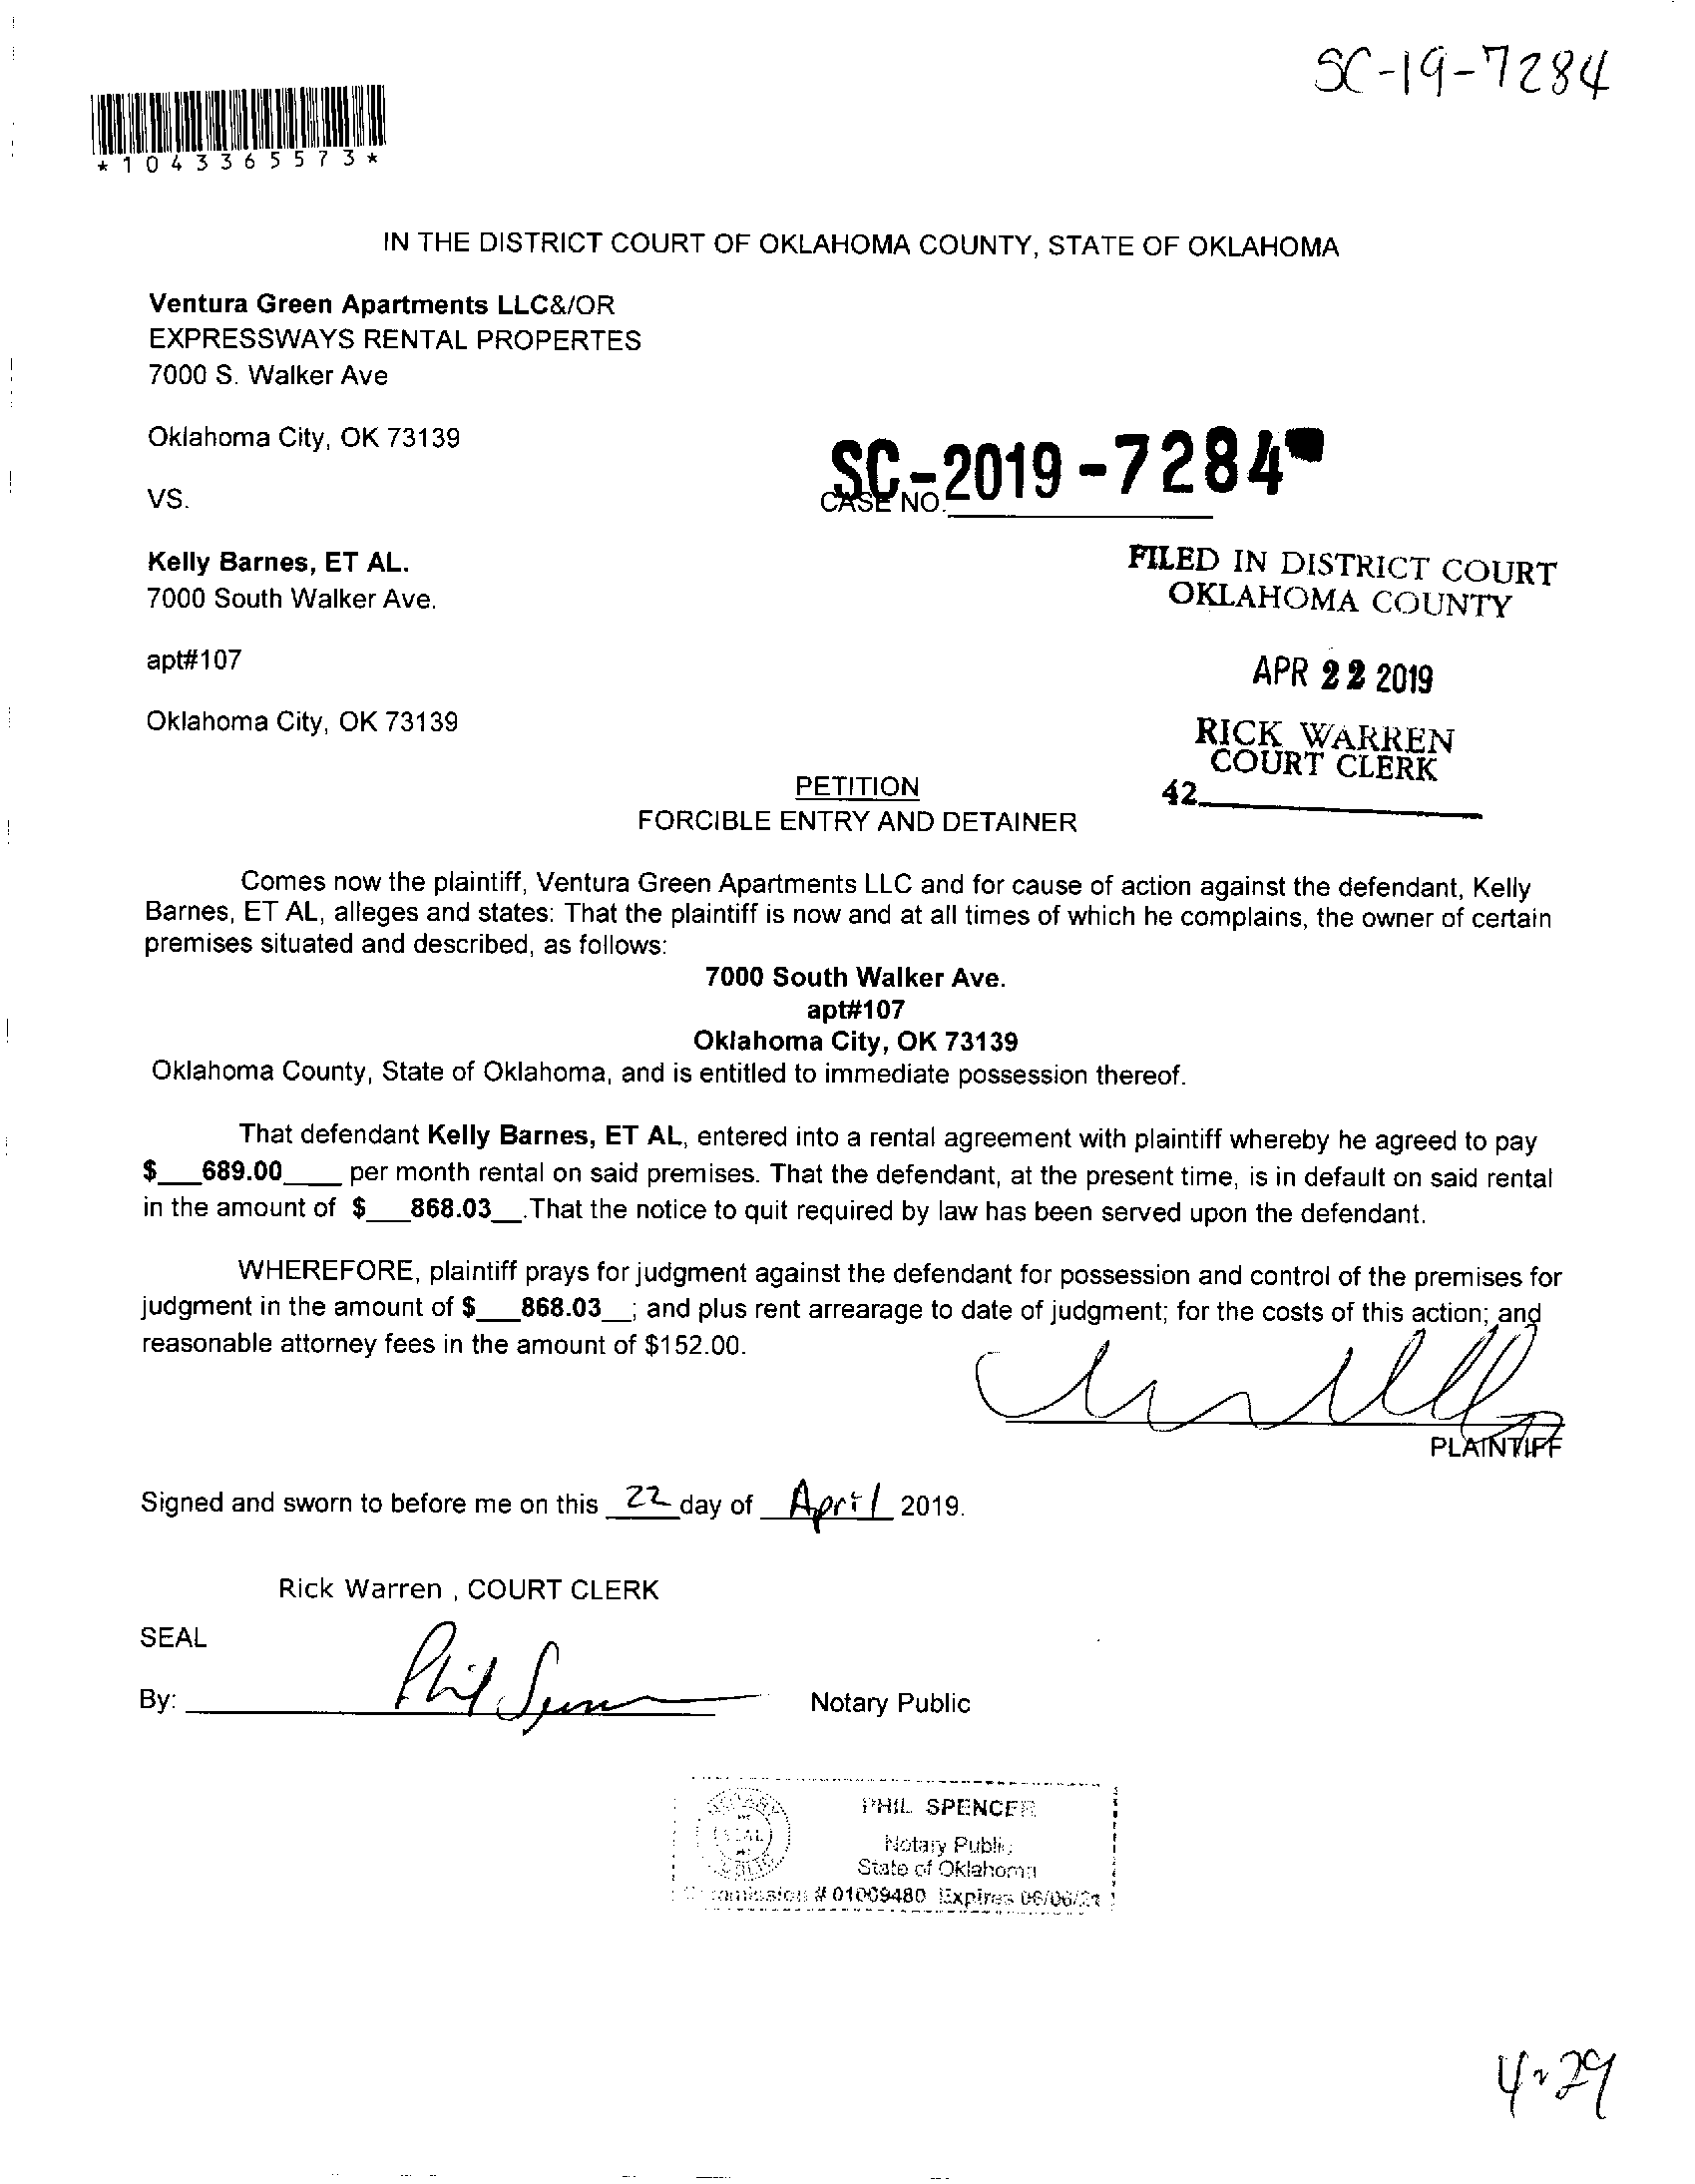 SC-19-7284
*1043365573*
IN THE DISTRICT COURT OF OKLAHOMA COUNTY, STATE OF OKLAHOMA
Ventura Green Apartments LLC&/OR
EXPRESSWAYS RENTAL PROPERTES
7000 S. Walker Ave
Oklahoma City, OK 73139
SC-2019-7284
CASE NO.
VS.
Kelly Barnes, ET AL.
7000 South Walker Ave.
apt#107
Oklahoma City, OK 73139
FILED IN DISTRICT COURT
OKLAHOMA COUNTY
APR 22 2019
RICK WARREN
COURT CLERK
42
PETITION
FORCIBLE ENTRY AND DETAINER
Comes now the plaintiff, Ventura Green Apartments LLC and for cause of action against the defendant, Kelly
Barnes, ET AL, alleges and states: That the plaintiff is now and at all times of which he complains, the owner of certain
premises situated and described, as follows:
7000 South Walker Ave.
apt#107
Oklahoma City, OK 73139
Oklahoma County, State of Oklahoma, and is entitled to immediate possession thereof.
That defendant Kelly Barnes, ET AL, entered into a rental agreement with plaintiff whereby he agreed to pay
$___689.00____ per month rental on said premises. That the defendant, at the present time, is in default on said rental
in the amount of $___868.03__.That the notice to quit required by law has been served upon the defendant.
WHEREFORE, plaintiff prays for judgment against the defendant for possession and control of the premises for
judgment in the amount of $___868.03__; and plus rent arrearage to date of judgment; for the costs of this action; and
reasonable attorney fees in the amount of $152.00.
PLAINTIFF
Signed and sworn to before me on this 22 day of April 2019.
Rick Warren , COURT CLERK
SEAL
By: Phil Spencer Notary Public
PHIL SPENCER
Notary Public
State of Oklahoma
Commission # 01009480 Expires 06/06/21
4-29